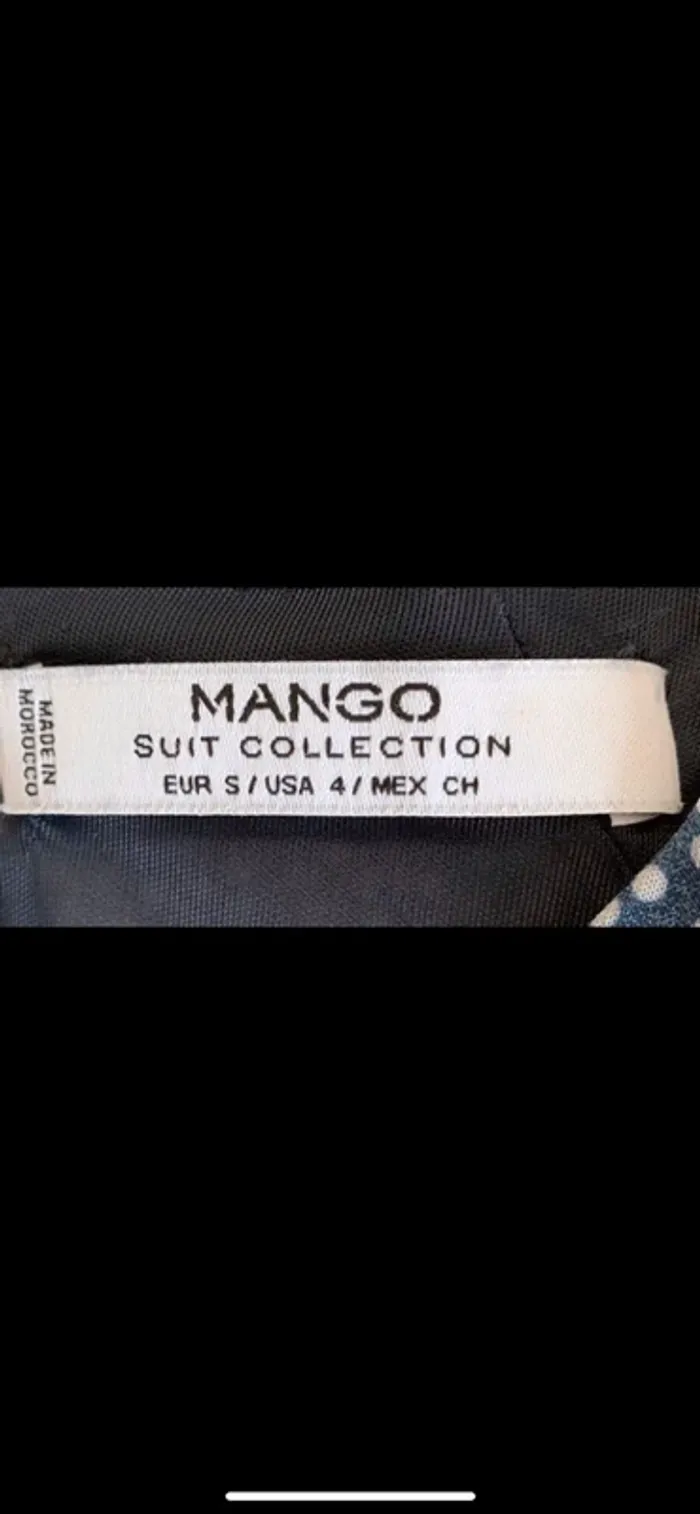 MANGO
SUIT COLLECTION
EUR S / USA 4 / MEX CH
MADE IN
MOROCCO